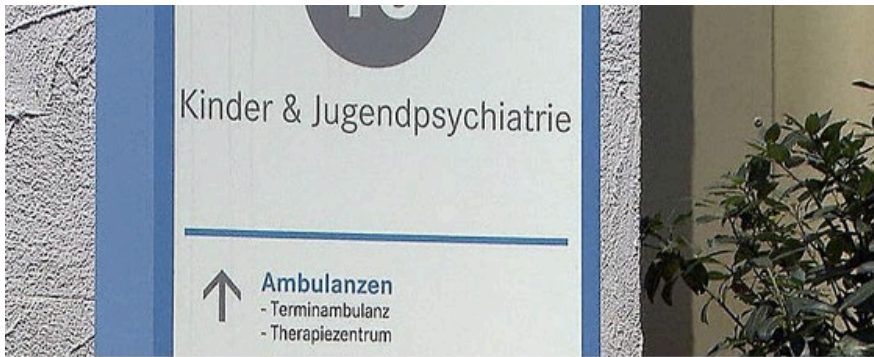 Kinder & Jugendpsychiatrie
Ambulanzen
- Terminambulanz
- Therapiezentrum